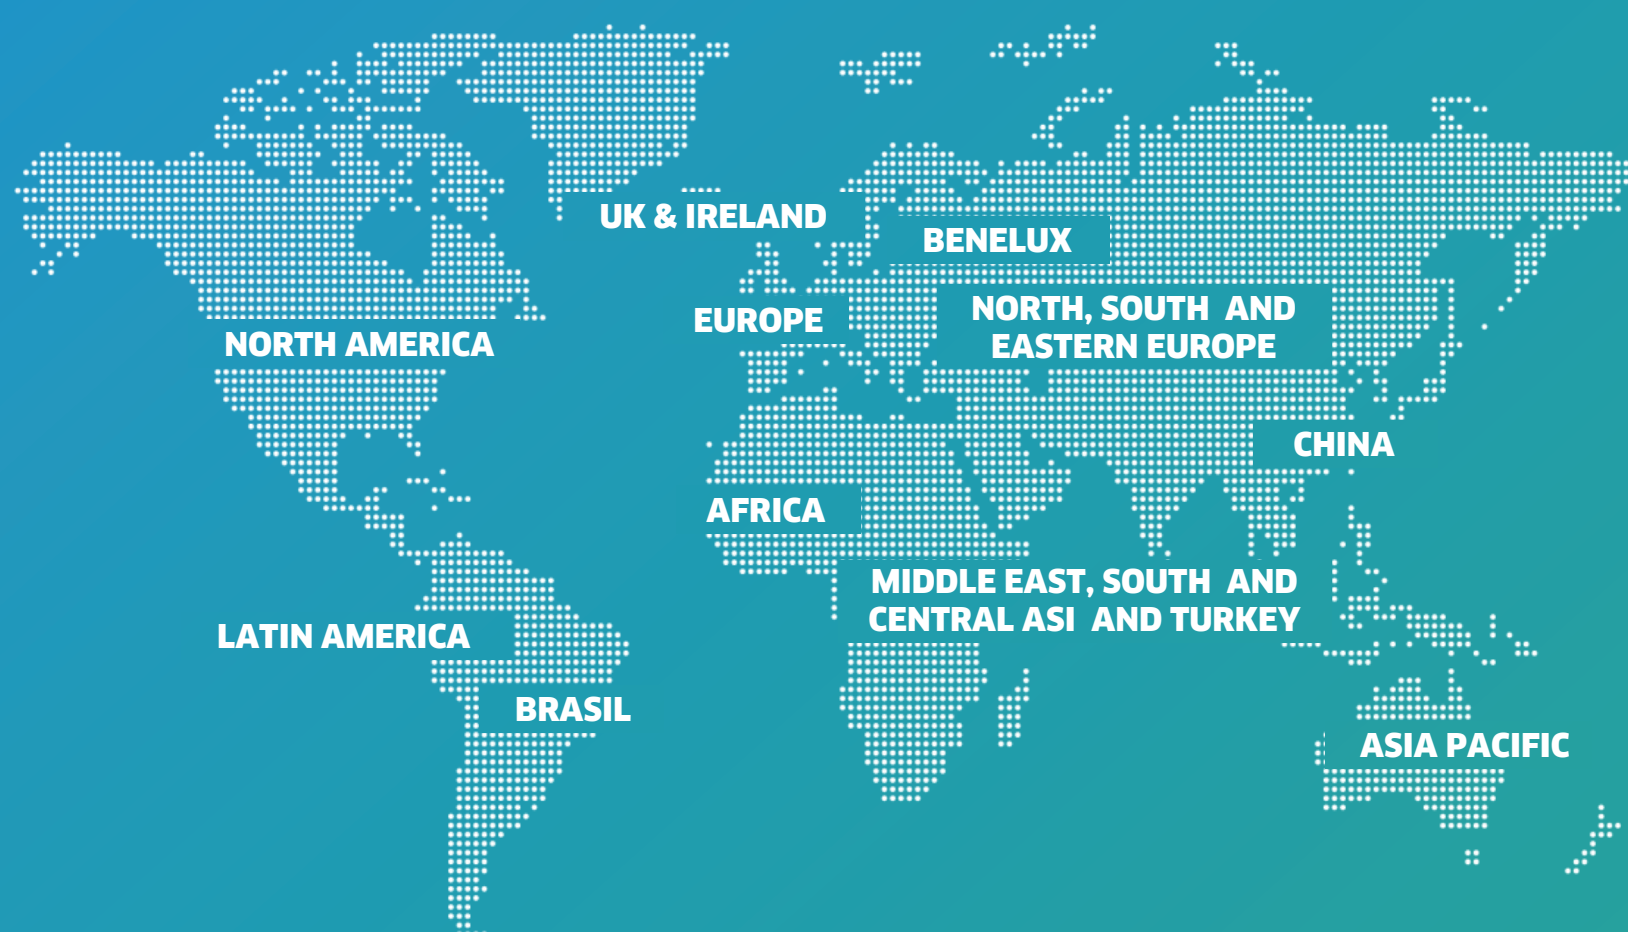 UK & IRELAND
BENELUX
NORTH, SOUTH AND
EASTERN EUROPE
EUROPE
NORTH AMERICA
CHINA
AFRICA
MIDDLE EAST, SOUTH AND
CENTRAL ASI AND TURKEY
LATIN AMERICA
BRASIL
ASIA PACIFIC